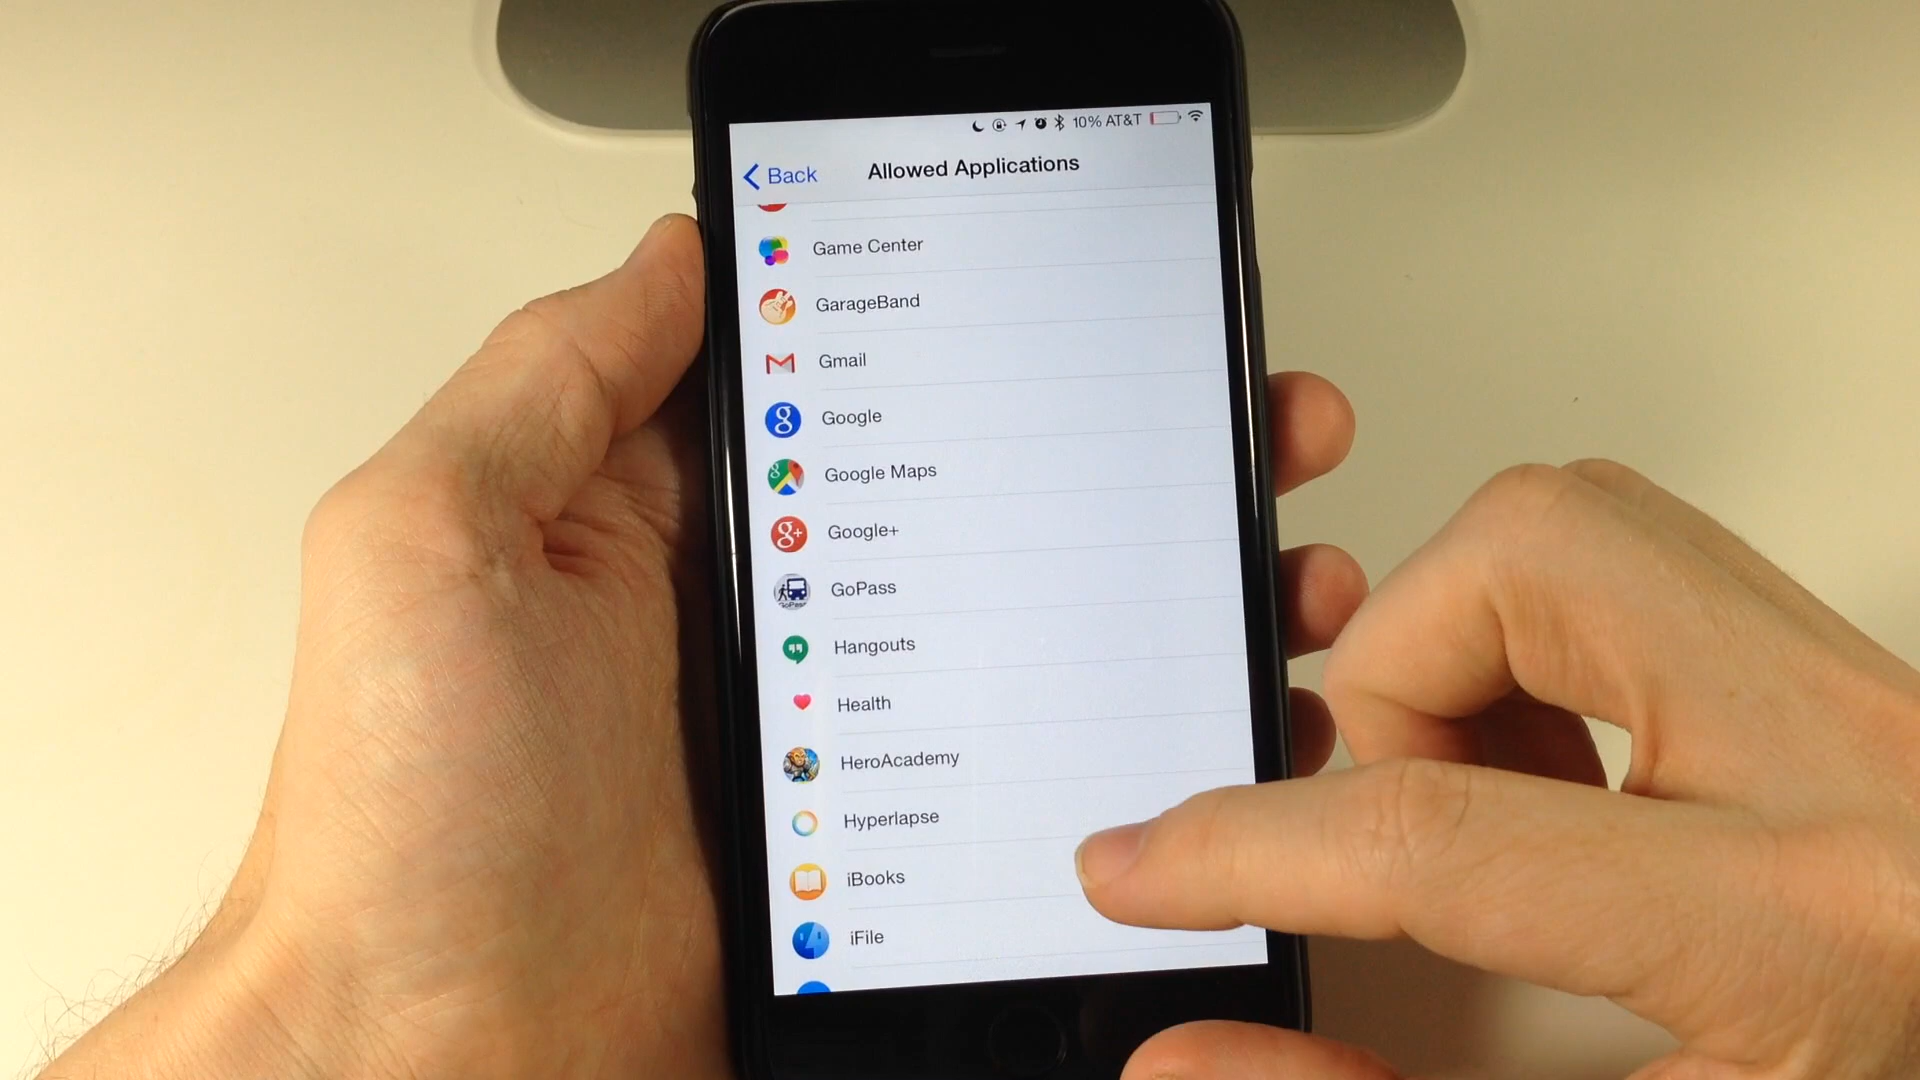 10% AT&T
Back
Allowed Applications
Game Center
GarageBand
Gmail
g Google
g Google Maps
g+ Google+
GoPass GoPass
Hangouts
Health
HeroAcademy
Hyperlapse
iBooks
iFile